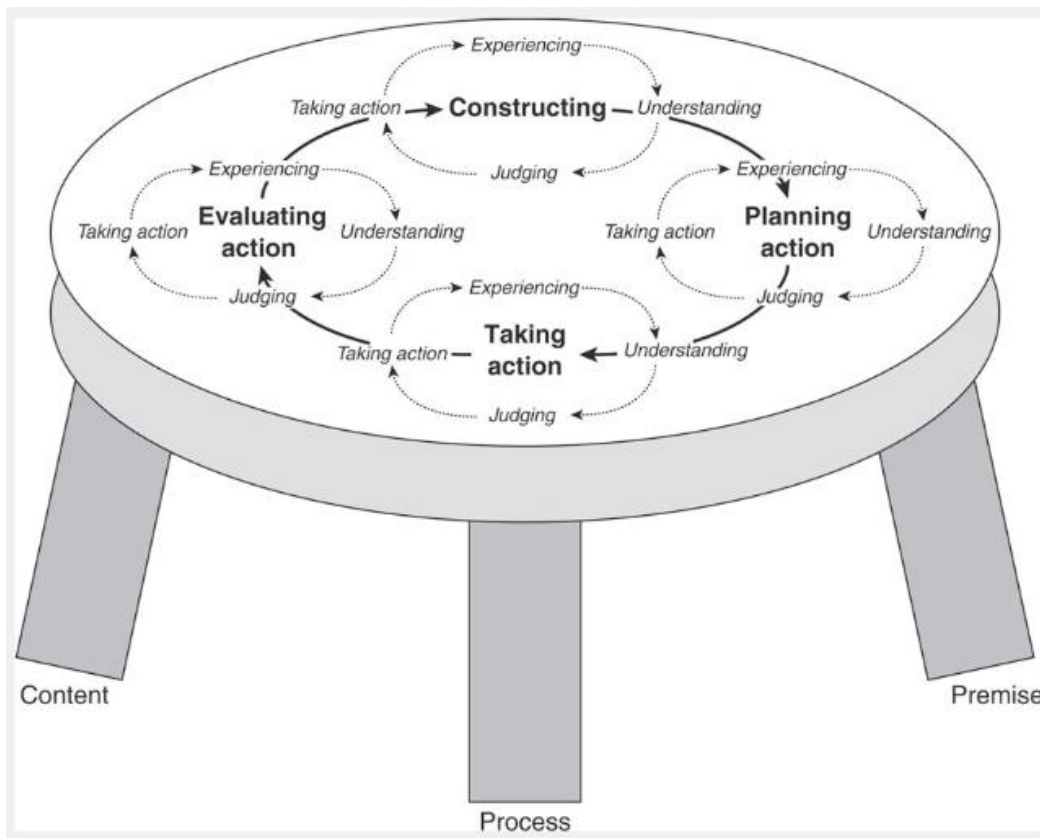 Experiencing
Taking action
Constructing
Understanding
Judging
Experiencing
Taking action
Evaluating
action
Understanding
Judging
Experiencing
Taking action
Planning
action
Understanding
Judging
Experiencing
Taking action
Taking
action
Understanding
Judging
Content
Process
Premise